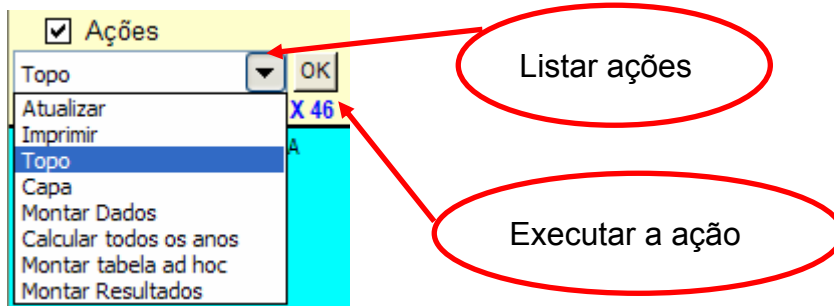 Ações
Topo OK
Atualizar
X 46
Imprimir
A
Topo
Capa
Montar Dados
Calcular todos os anos
Montar tabela ad hoc
Montar Resultados
Listar ações
Executar a ação